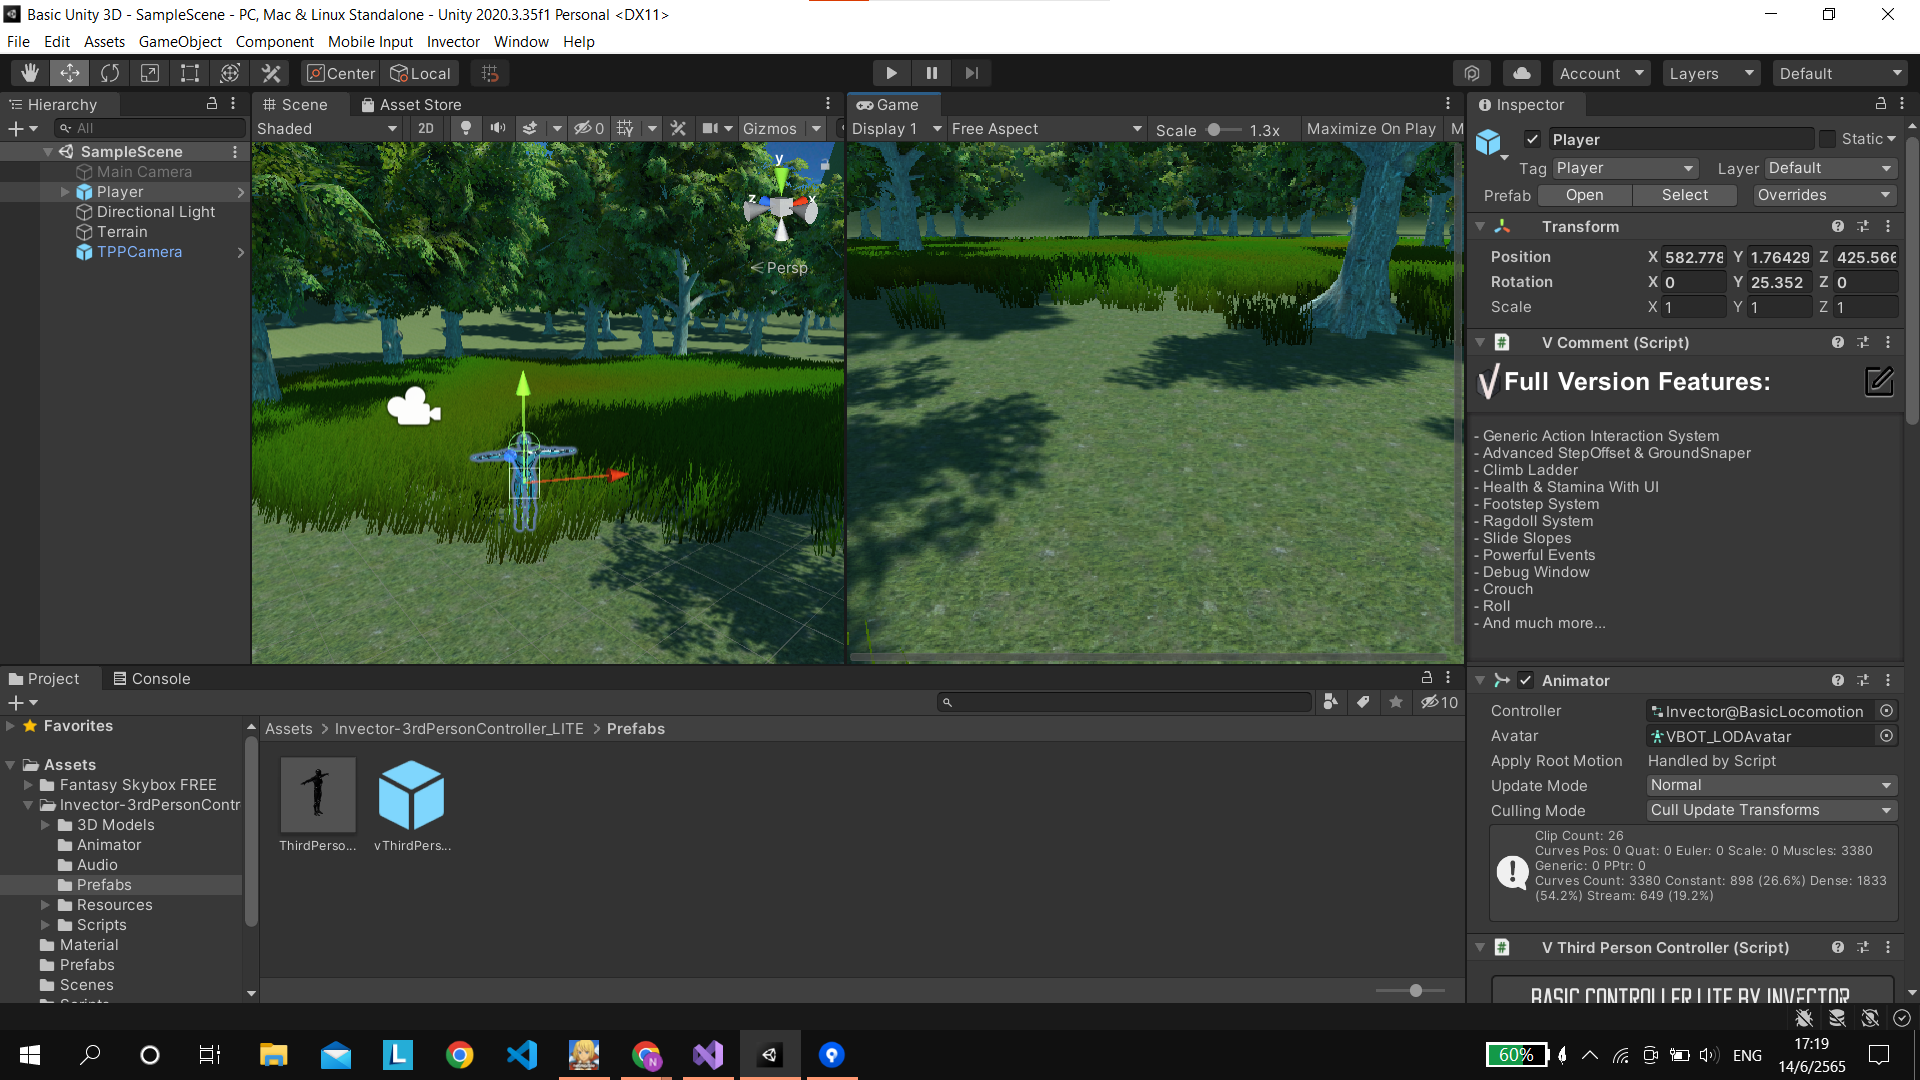 Basic Unity 3D - SampleScene - PC, Mac & Linux Standalone - Unity 2020.3.35f1 Personal <DX11>
File Edit Assets GameObject Component Mobile Input Invector Window Help
Center Local Account Layers Default
Hierarchy
All
SampleScene
Main Camera
Player
Directional Light
Terrain
TPPCamera
Scene Asset Store
Shaded 2D 0 Gizmos
y
z x
Persp
Game
Display 1 Free Aspect Scale 1.3x Maximize On Play M
Inspector
Player Static
Tag Player Layer Default
Prefab Open Select Overrides
Transform
Position X 582.778 Y 1.76429 Z 425.566
Rotation X 0 Y 25.352 Z 0
Scale X 1 Y 1 Z 1
V Comment (Script)
Full Version Features:
- Generic Action Interaction System
- Advanced StepOffset & GroundSnaper
- Climb Ladder
- Health & Stamina With UI
- Footstep System
- Ragdoll System
- Slide Slopes
- Powerful Events
- Debug Window
- Crouch
- Roll
- And much more...
Animator
Controller Invector@BasicLocomotion
Avatar VBOT_LODAvatar
Apply Root Motion Handled by Script
Update Mode Normal
Culling Mode Cull Update Transforms
Clip Count: 26
Curves Pos: 0 Quat: 0 Euler: 0 Scale: 0 Muscles: 3380
Generic: 0 PPtr: 0
Curves Count: 3380 Constant: 898 (26.6%) Dense: 1833
(54.2%) Stream: 649 (19.2%)
V Third Person Controller (Script)
BASIC CONTROLLER LITE BY INVECTOR
Project Console
10
Favorites
Assets
Fantasy Skybox FREE
Invector-3rdPersonContr
3D Models
Animator
Audio
Prefabs
Resources
Scripts
Material
Prefabs
Scenes
Scripts
Assets > Invector-3rdPersonController_LITE > Prefabs
ThirdPerso... vThirdPers...
60% ENG
17:19
14/6/2565